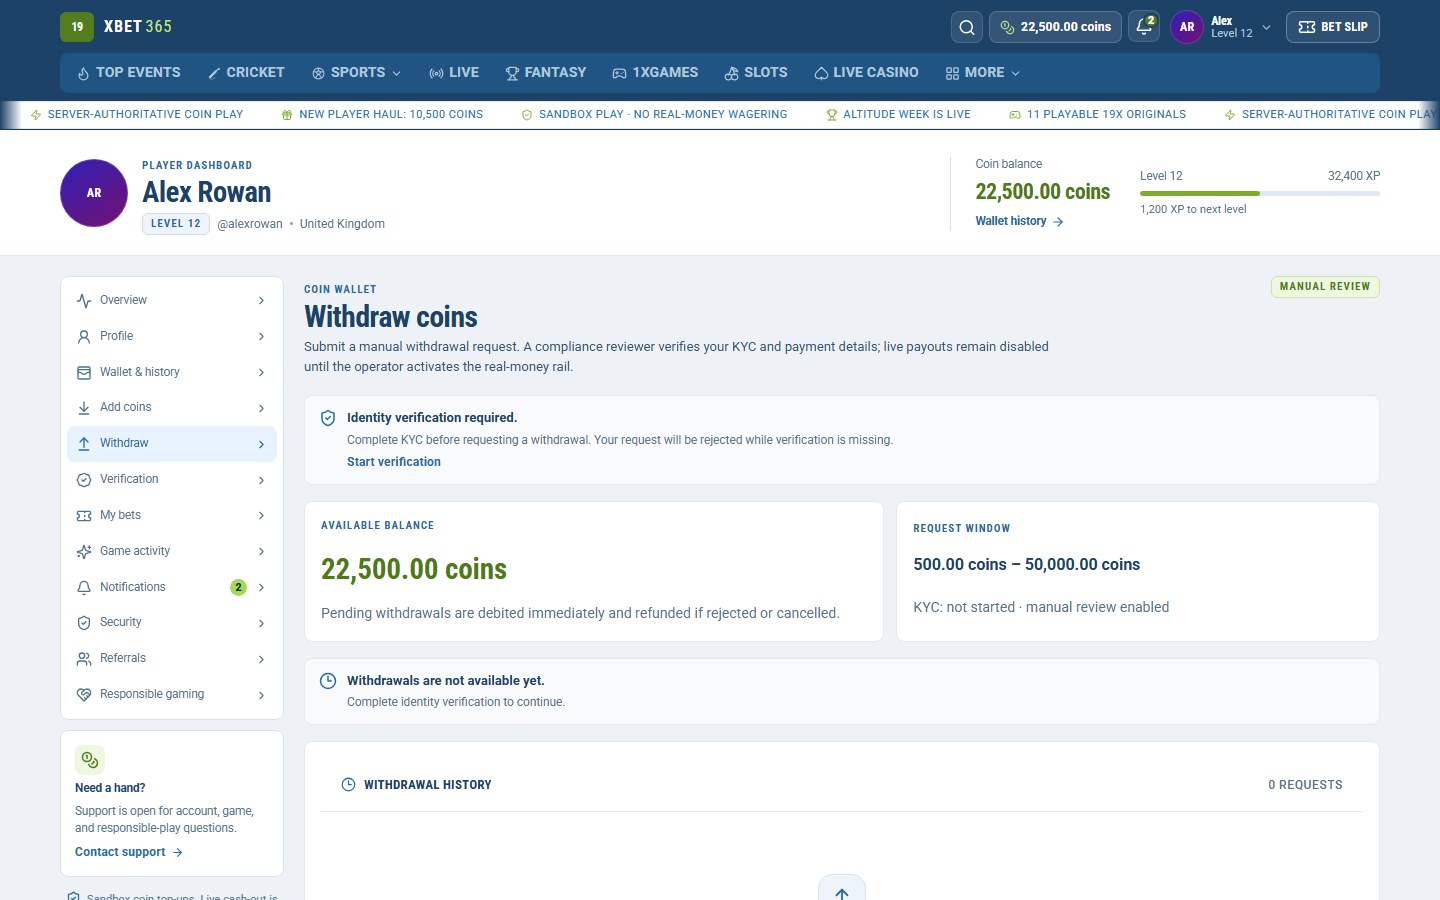 19 XBET 365
22,500.00 coins
2
AR
Alex
Level 12
BET SLIP
TOP EVENTS CRICKET SPORTS LIVE FANTASY 1XGAMES SLOTS LIVE CASINO MORE
SERVER-AUTHORITATIVE COIN PLAY NEW PLAYER HAUL: 10,500 COINS SANDBOX PLAY · NO REAL-MONEY WAGERING ALTITUDE WEEK IS LIVE 11 PLAYABLE 19X ORIGINALS SERVER-AUTHORITATIVE COIN PLAY
AR
PLAYER DASHBOARD
Alex Rowan
LEVEL 12 @alexrowan • United Kingdom
Coin balance
22,500.00 coins
Wallet history
Level 12 32,400 XP
1,200 XP to next level
Overview
Profile
Wallet & history
Add coins
Withdraw
Verification
My bets
Game activity
Notifications 2
Security
Referrals
Responsible gaming
Need a hand?
Support is open for account, game,
and responsible-play questions.
Contact support
Sandbox coin top-ups. Live cash-out is
COIN WALLET
Withdraw coins
MANUAL REVIEW
Submit a manual withdrawal request. A compliance reviewer verifies your KYC and payment details; live payouts remain disabled
until the operator activates the real-money rail.
Identity verification required.
Complete KYC before requesting a withdrawal. Your request will be rejected while verification is missing.
Start verification
AVAILABLE BALANCE
22,500.00 coins
Pending withdrawals are debited immediately and refunded if rejected or cancelled.
REQUEST WINDOW
500.00 coins – 50,000.00 coins
KYC: not started · manual review enabled
Withdrawals are not available yet.
Complete identity verification to continue.
WITHDRAWAL HISTORY
0 REQUESTS